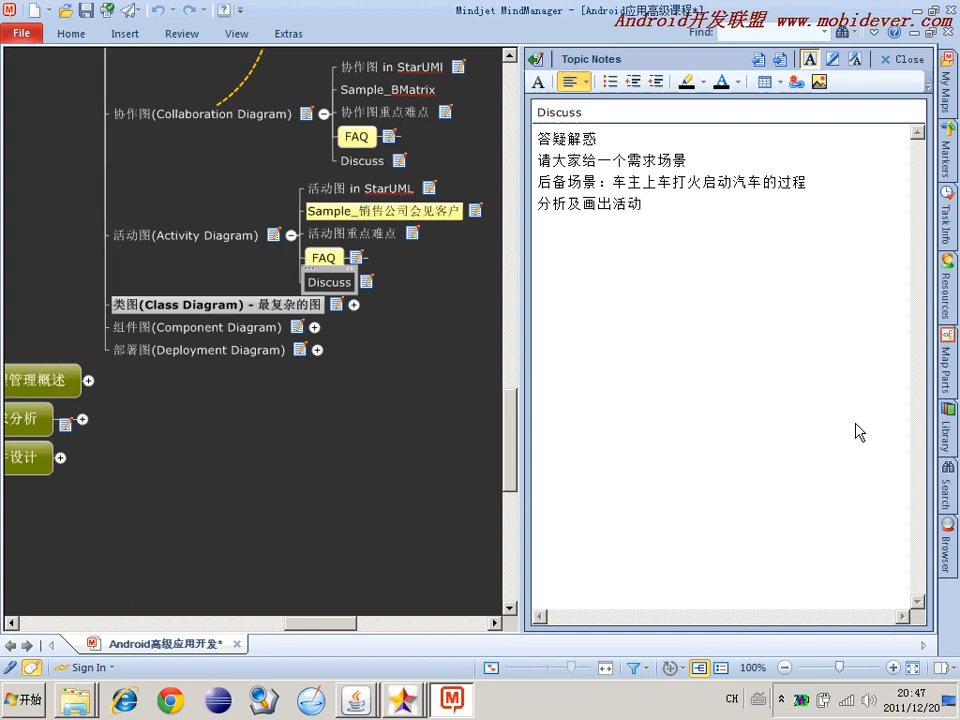 Mindjet MindManager - [Android应用高级课程*]
Android开发联盟 www.mobidever.com
File Home Insert Review View Extras
Find:
协作图 in StarUMl
协作图(Collaboration Diagram)
Sample_BMatrix
协作图重点难点
FAQ
Discuss
活动图 in StarUML
活动图(Activity Diagram)
Sample_销售公司会见客户
活动图重点难点
FAQ
Discuss
类图(Class Diagram) - 最复杂的图
组件图(Component Diagram)
部署图(Deployment Diagram)
管理概述
分析
设计
Topic Notes
Close
Discuss
答疑解惑
请大家给一个需求场景
后备场景：车主上车打火启动汽车的过程
分析及画出活动
My Maps
Markers
Task Info
Resources
Map Parts
Library
Search
Browser
Android高级应用开发*
Sign In
100%
开始
CH
20:47
2011/12/20